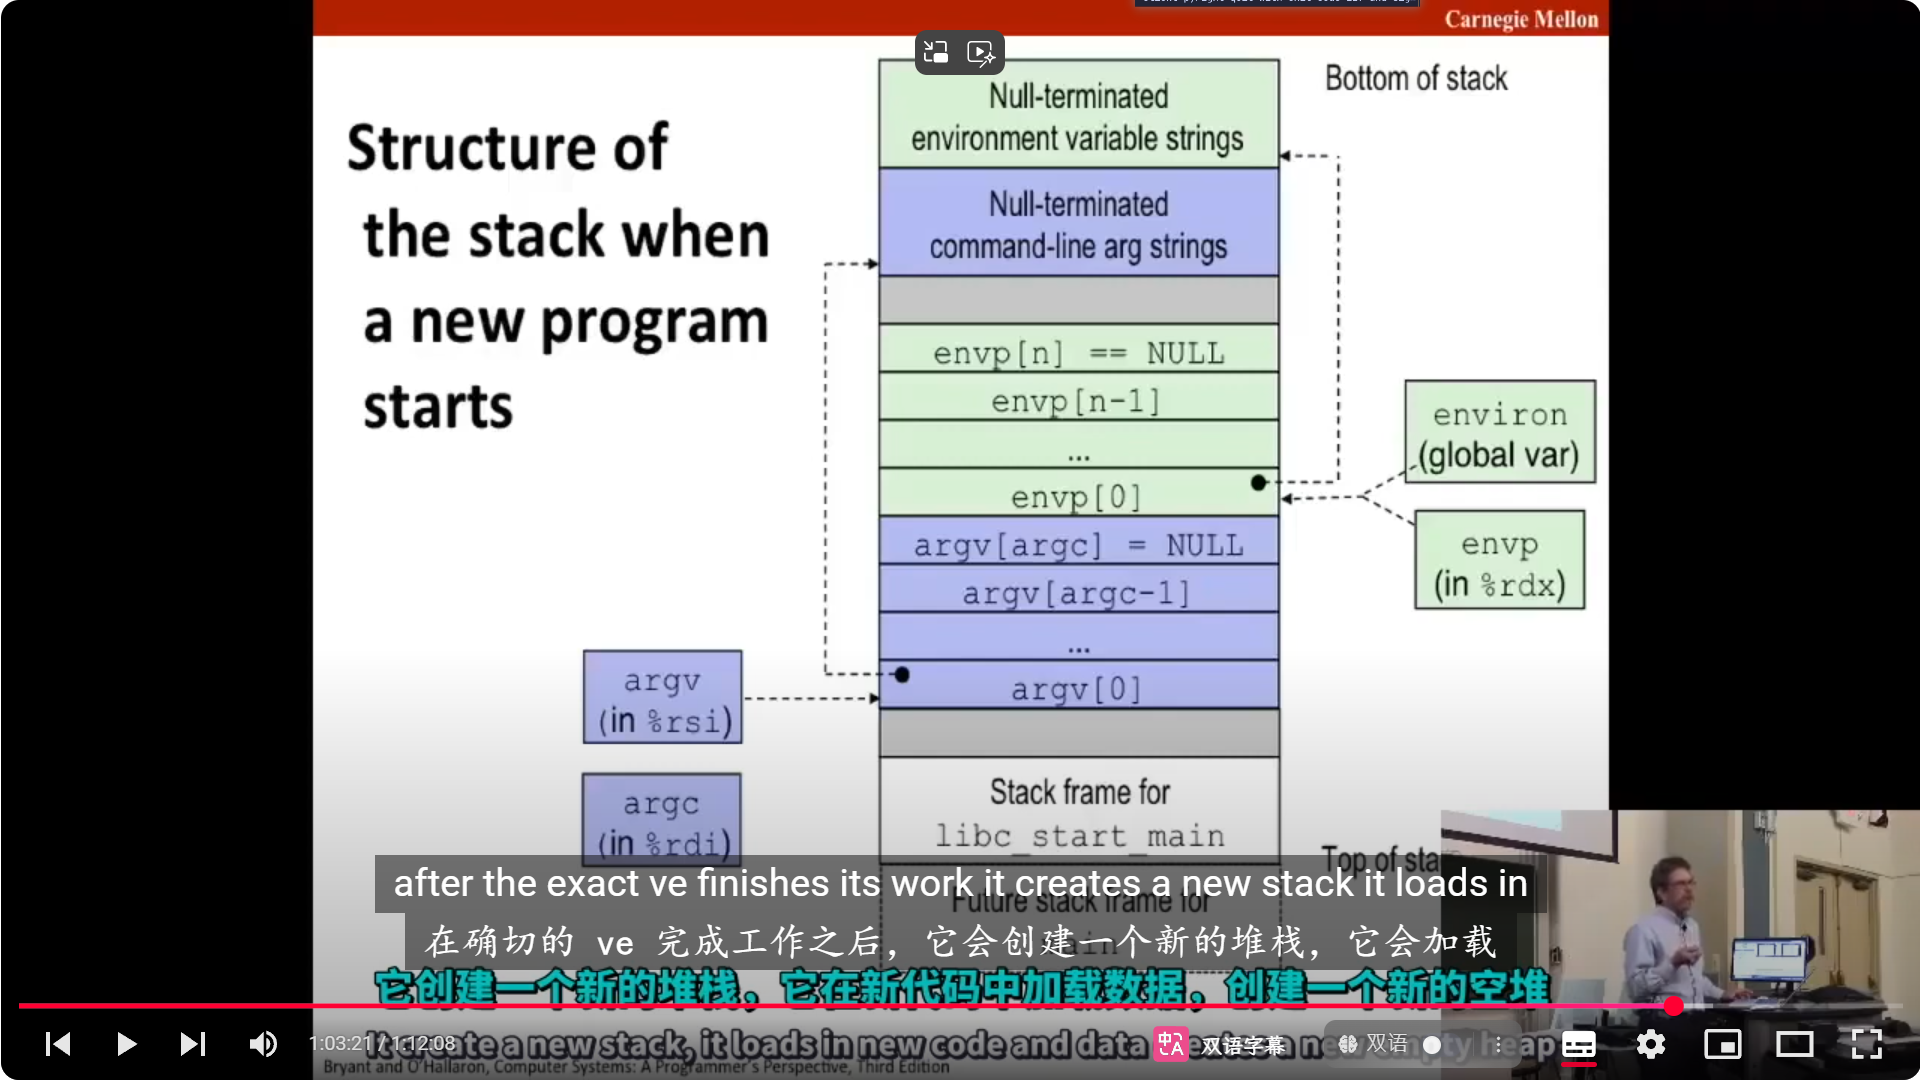 Carnegie Mellon
Structure of
the stack when
a new program
starts
Bottom of stack
Null-terminated
environment variable strings
Null-terminated
command-line arg strings
envp[n] == NULL
envp[n-1]
...
envp[0]
argv[argc] = NULL
argv[argc-1]
...
argv[0]
environ
(global var)
envp
(in %rdx)
argv
(in %rsi)
argc
(in %rdi)
Stack frame for
libc_start_main
Top of sta
Future stack frame for
main
after the exact ve finishes its work it creates a new stack it loads in
在确切的 ve 完成工作之后，它会创建一个新的堆栈，它会加载
它创建一个新的堆栈，它在新代码中加载数据，创建一个新的空堆
create a new stack, it loads in new code and data
1:03:21 / 1:12:08
双语字幕
双语
Bryant and O'Hallaron, Computer Systems: A Programmer's Perspective, Third Edition